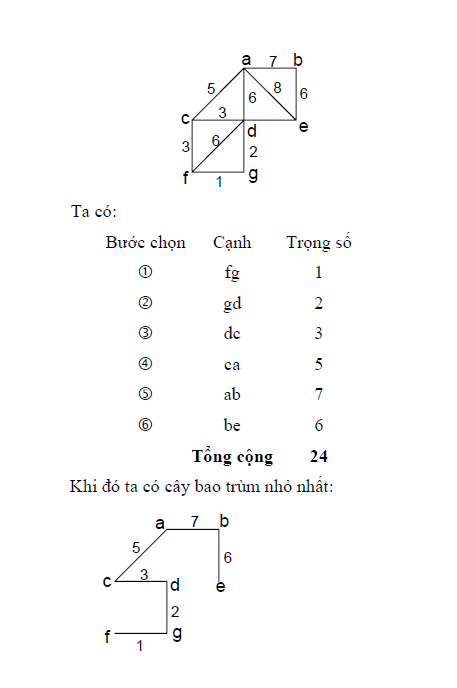 a 7 b
5 6 8 6
c 3 d e
3 6 2
f 1 g
Ta có:
Bước chọn Cạnh Trọng số
① fg 1
② gd 2
③ dc 3
④ ca 5
⑤ ab 7
⑥ be 6
Tổng cộng 24
Khi đó ta có cây bao trùm nhỏ nhất:
a 7 b
5 6
c 3 d e
2
f 1 g